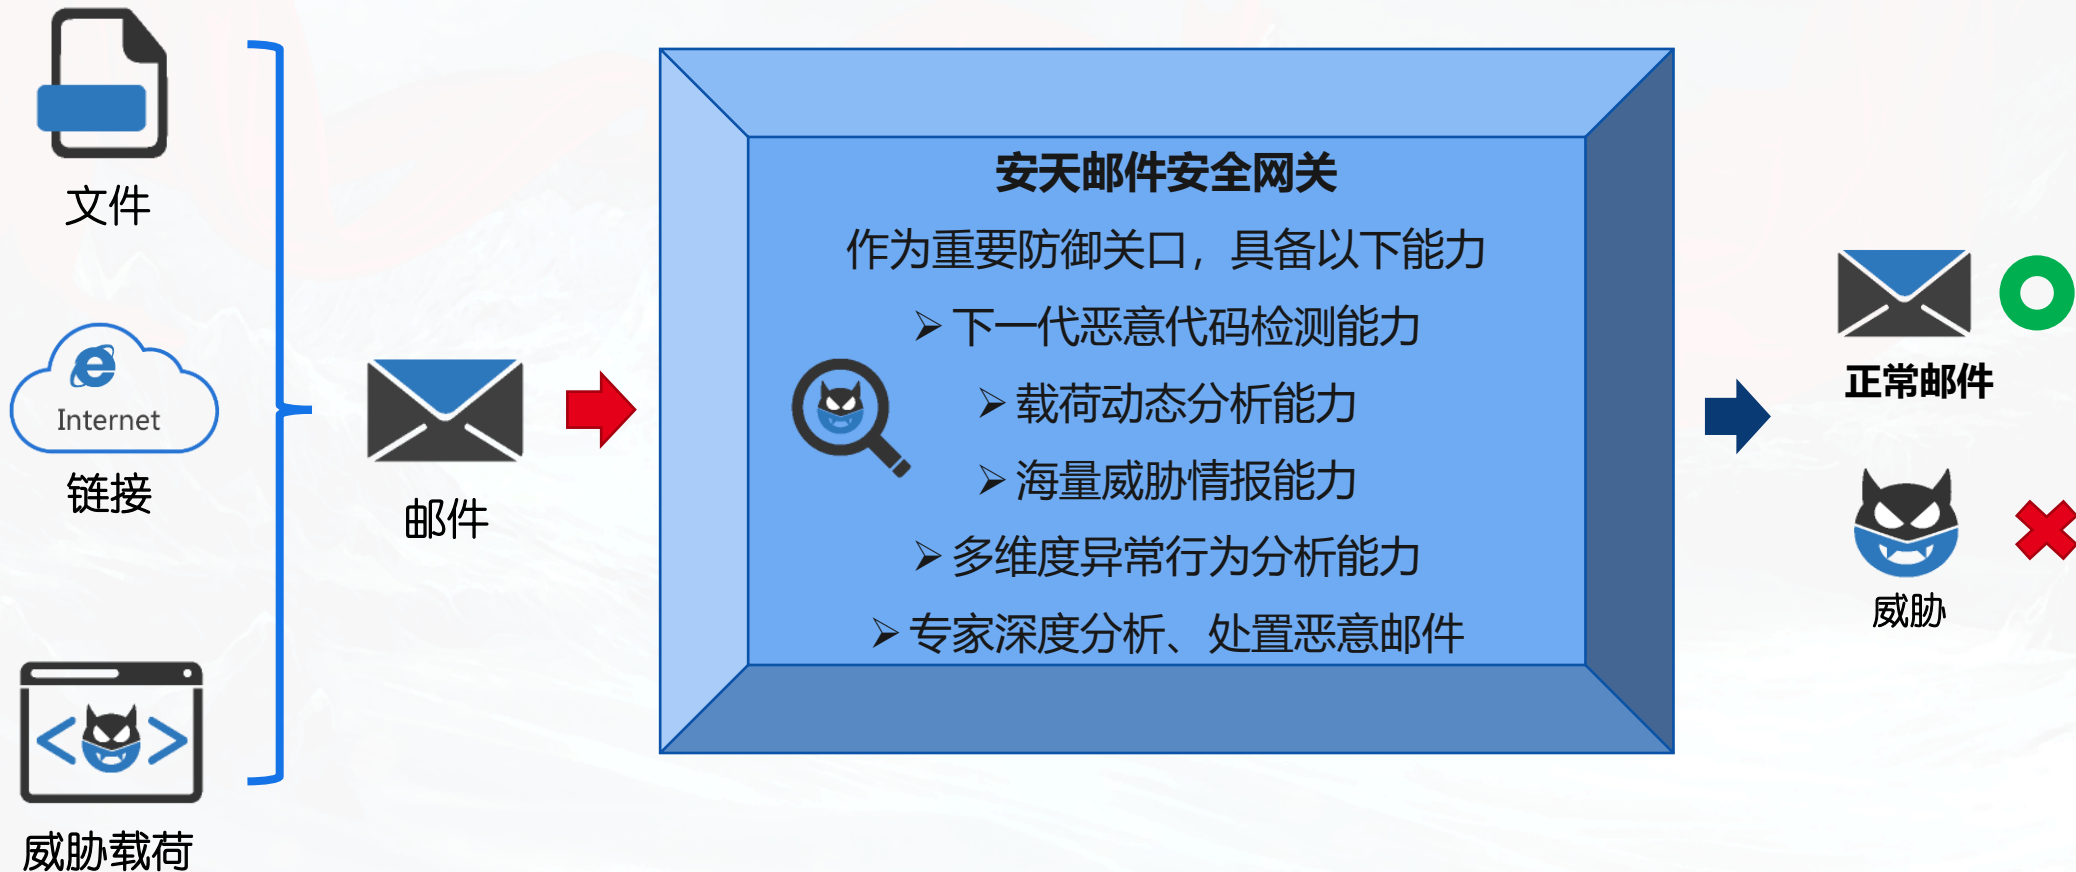 文件
Internet
链接
威胁载荷
邮件
安天邮件安全网关
作为重要防御关口，具备以下能力
➢ 下一代恶意代码检测能力
➢ 载荷动态分析能力
➢ 海量威胁情报能力
➢ 多维度异常行为分析能力
➢ 专家深度分析、处置恶意邮件
正常邮件
威胁